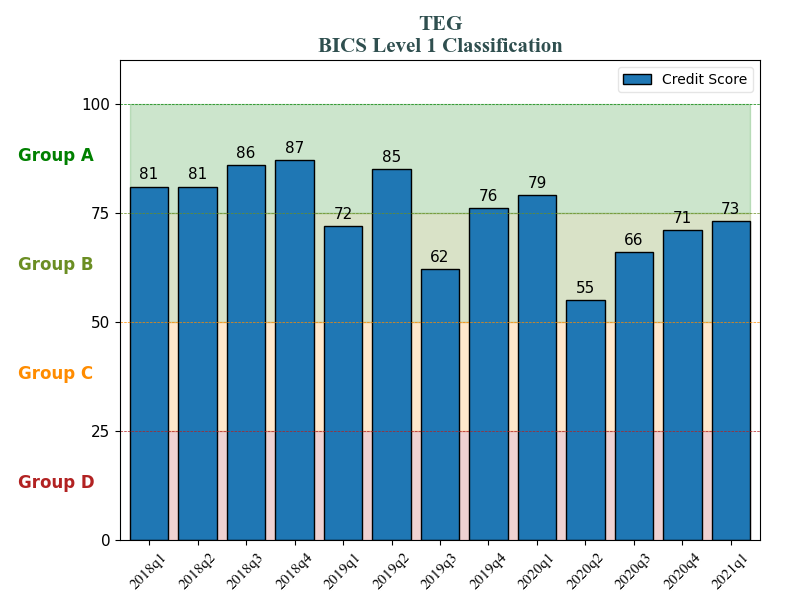 TEG
BICS Level 1 Classification
Credit Score
100
75
50
25
0
Group A
Group B
Group C
Group D
81
81
86
87
72
85
62
76
79
55
66
71
73
2018q1
2018q2
2018q3
2018q4
2019q1
2019q2
2019q3
2019q4
2020q1
2020q2
2020q3
2020q4
2021q1